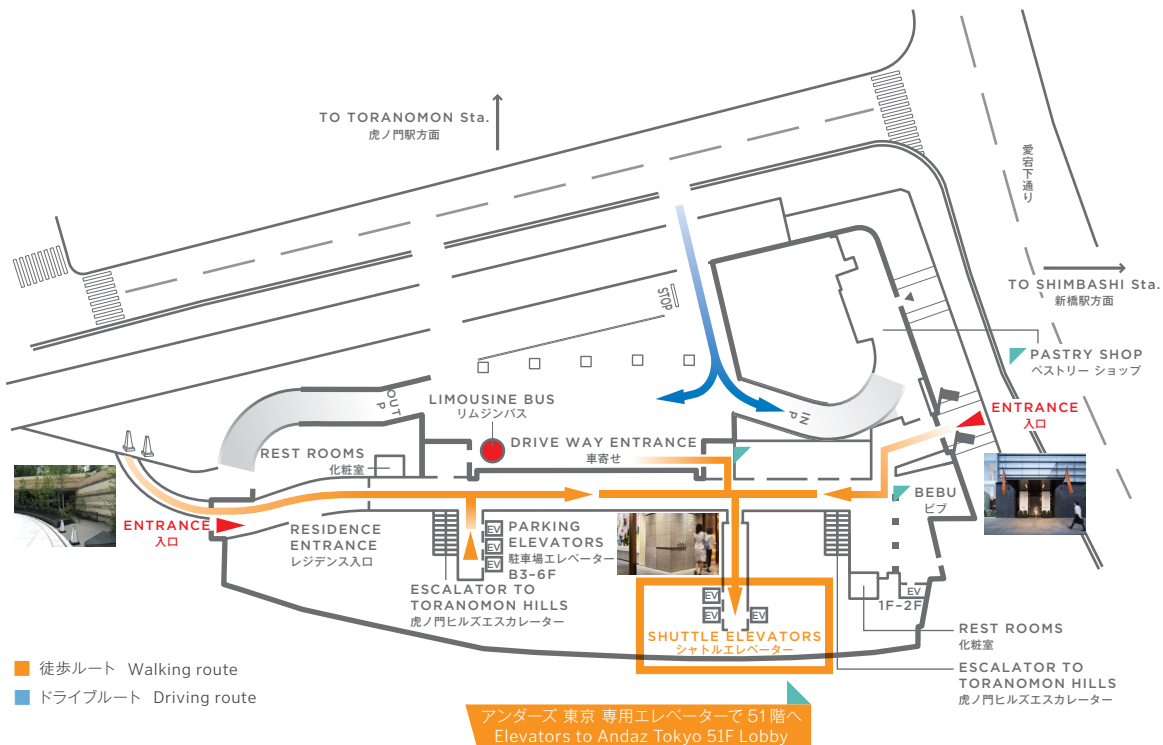 TO TORANOMON Sta.
虎ノ門駅方面
愛宕下通り
TO SHIMBASHI Sta.
新橋駅方面
STOP
PASTRY SHOP
ペストリー ショップ
OUT
P
LIMOUSINE BUS
リムジンバス
IN
P
ENTRANCE
入口
DRIVE WAY ENTRANCE
車寄せ
REST ROOMS
化粧室
BEBU
ビブ
ENTRANCE
入口
RESIDENCE
ENTRANCE
レジデンス入口
EV
EV
EV
PARKING
ELEVATORS
駐車場エレベーター
B3-6F
ESCALATOR TO
TORANOMON HILLS
虎ノ門ヒルズエスカレーター
EV
EV
EV
SHUTTLE ELEVATORS
シャトルエレベーター
EV
1F-2F
REST ROOMS
化粧室
ESCALATOR TO
TORANOMON HILLS
虎ノ門ヒルズエスカレーター
徒歩ルート Walking route
ドライブルート Driving route
アンダーズ 東京 専用エレベーターで 51 階へ
Elevators to Andaz Tokyo 51F Lobby